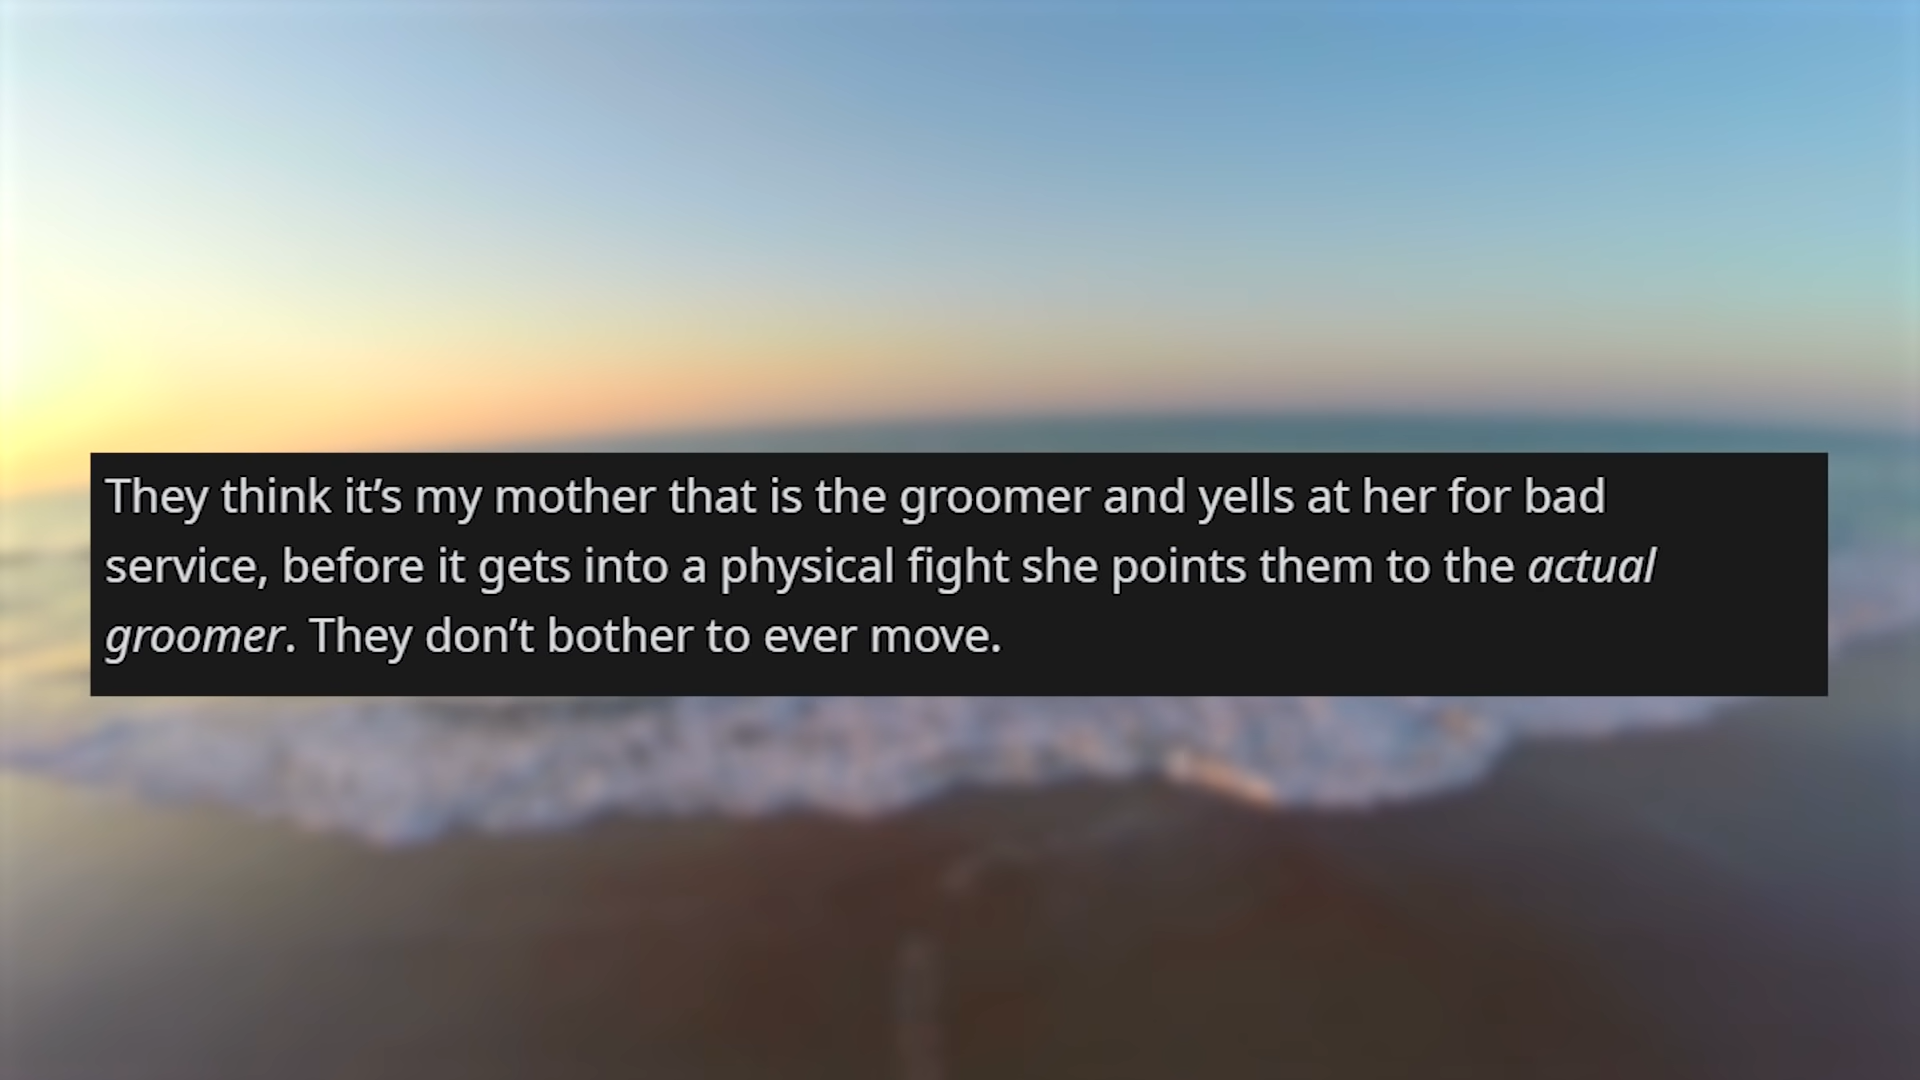 They think it’s my mother that is the groomer and yells at her for bad
service, before it gets into a physical fight she points them to the actual
groomer. They don’t bother to ever move.